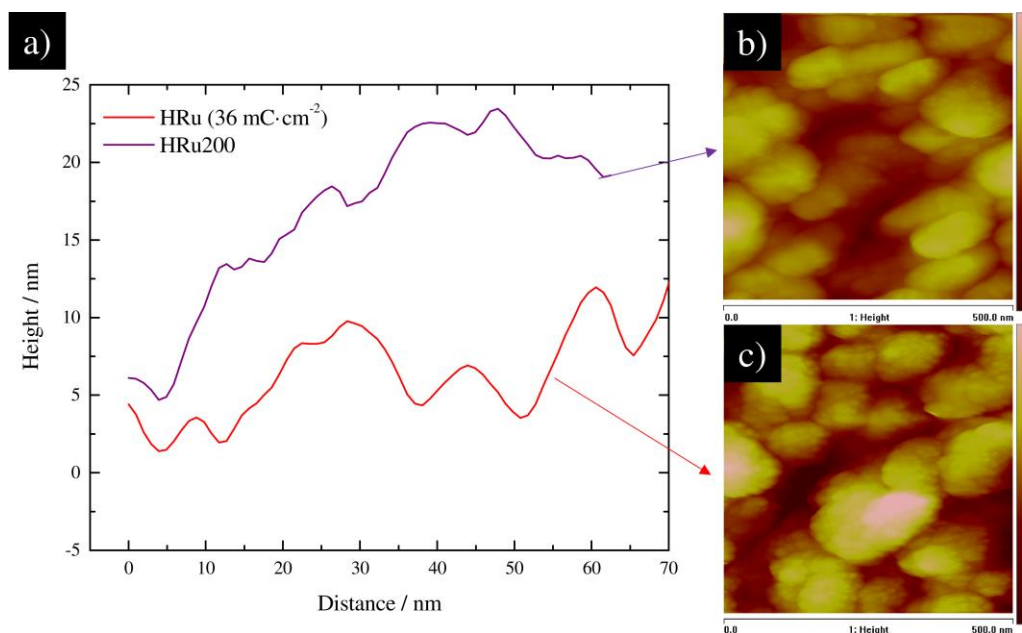 a)
25
20
15
10
5
0
-5
Height / nm
HRu (36 mC·cm⁻²)
HRu200
0 10 20 30 40 50 60 70
Distance / nm
b)
0.0 1: Height 500.0 nm
c)
0.0 1: Height 500.0 nm